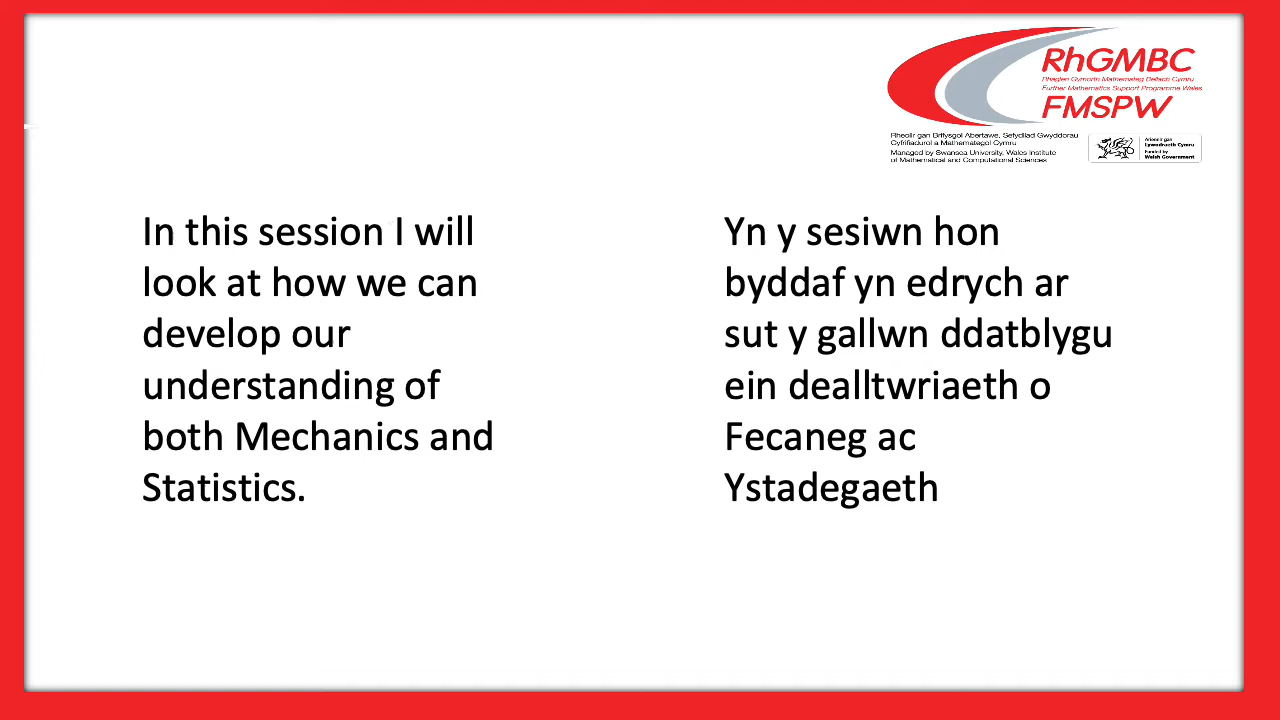 RhGMBC
Rhaglen Gymorth Mathemateg Bellach Cymru
Further Mathematics Support Programme Wales
FMSPW
Rheolir gan Brifysgol Abertawe, Sefydliad Gwyddorau
Cyfrifiadurol a Mathemategol Cymru
Managed by Swansea University, Wales Institute
of Mathematical and Computational Sciences
Ariennir gan
Lywodraeth Cymru
Funded by
Welsh Government
In this session I will
look at how we can
develop our
understanding of
both Mechanics and
Statistics.
Yn y sesiwn hon
byddaf yn edrych ar
sut y gallwn ddatblygu
ein dealltwriaeth o
Fecaneg ac
Ystadegaeth